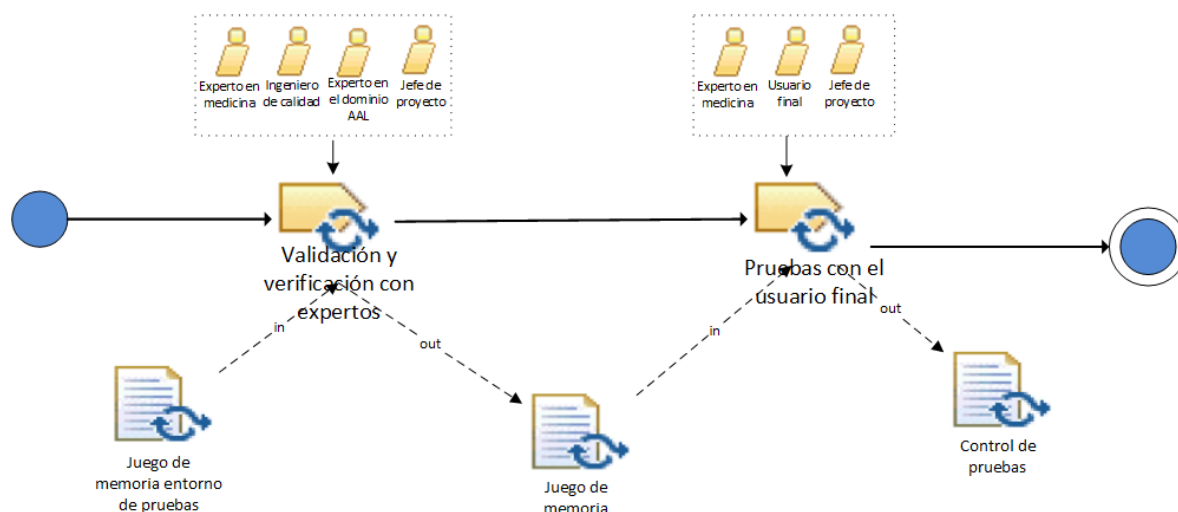 Experto en
medicina
Ingeniero
de calidad
Experto en
el dominio
AAL
Jefe de
proyecto
Experto en
medicina
Usuario
final
Jefe de
proyecto
Validación y
verificación con
expertos
Pruebas con el
usuario final
in
out
in
out
Juego de
memoria entorno
de pruebas
Juego de
memoria
Control de
pruebas